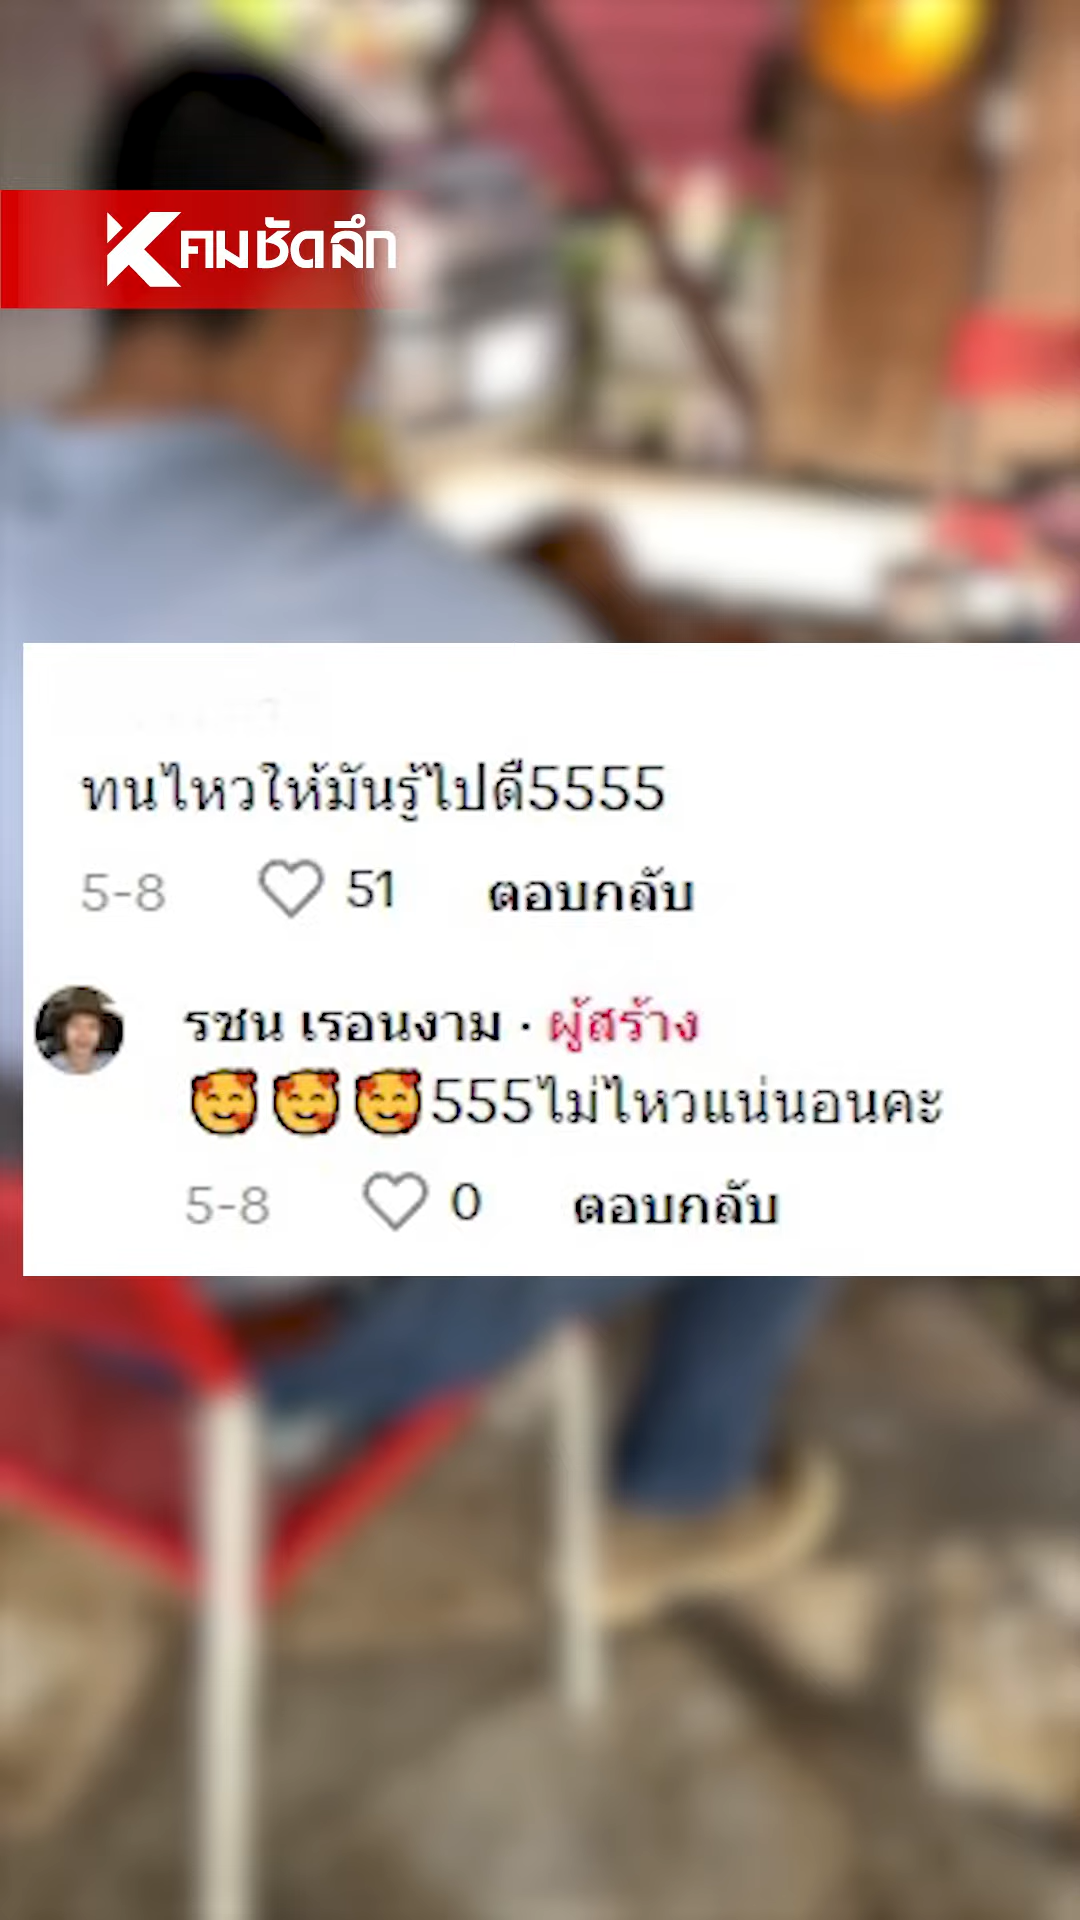 คมชัดลึก
ทนไหวให้มันรู้ไปดื5555
5-8 51 ตอบกลับ
รชน เรอนงาม · ผู้สร้าง
🥰🥰🥰555ไม่ไหวแน่นอนคะ
5-8 0 ตอบกลับ